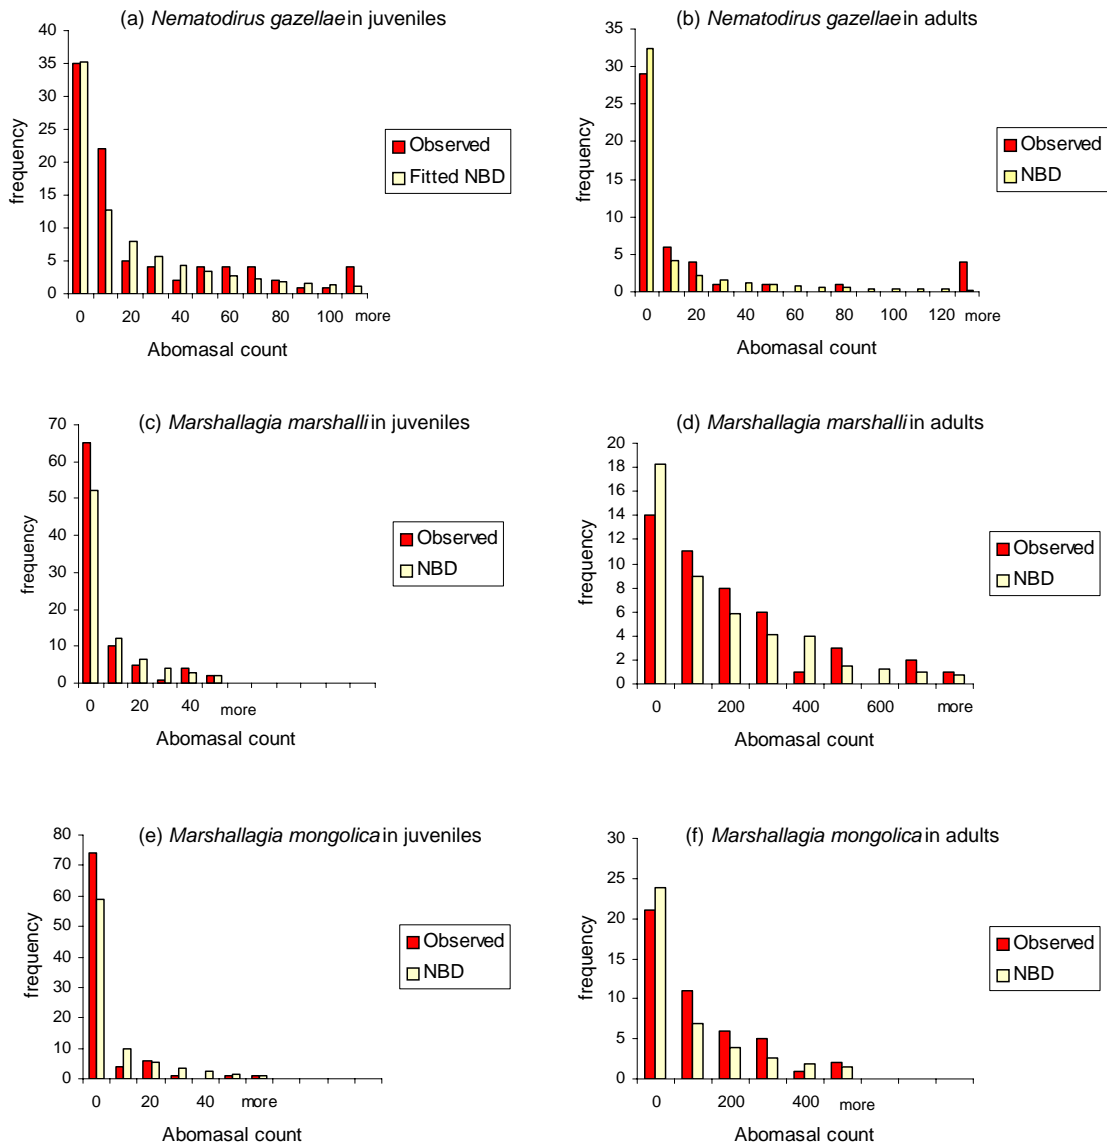 (a) Nematodirus gazellae in juveniles
40
35
30
25
20
15
10
5
0
frequency
0 20 40 60 80 100 more
Abomasal count
Observed
Fitted NBD
(b) Nematodirus gazellae in adults
35
30
25
20
15
10
5
0
frequency
0 20 40 60 80 100 120 more
Abomasal count
Observed
NBD
(c) Marshallagia marshalli in juveniles
70
60
50
40
30
20
10
0
frequency
0 20 40 more
Abomasal count
Observed
NBD
(d) Marshallagia marshalli in adults
20
18
16
14
12
10
8
6
4
2
0
frequency
0 200 400 600 more
Abomasal count
Observed
NBD
(e) Marshallagia mongolica in juveniles
80
70
60
50
40
30
20
10
0
frequency
0 20 40 more
Abomasal count
Observed
NBD
(f) Marshallagia mongolica in adults
30
25
20
15
10
5
0
frequency
0 200 400 more
Abomasal count
Observed
NBD